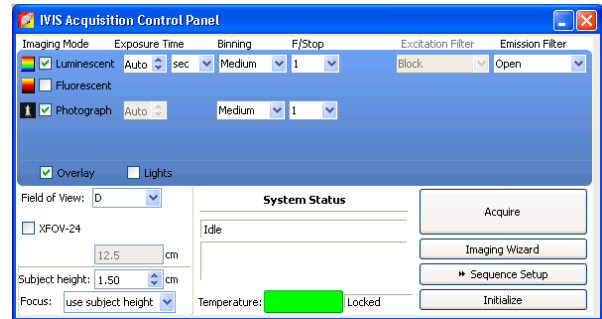 IVIS Acquisition Control Panel
Imaging Mode Exposure Time Binning F/Stop Excitation Filter Emission Filter
Luminescent Auto sec Medium 1 Block Open
Fluorescent
Photograph Auto Medium 1
Overlay Lights
Field of View: D System Status Acquire
XFOV-24 Idle
12.5 cm Imaging Wizard
Subject height: 1.50 cm Sequence Setup
Focus: use subject height Temperature: Locked Initialize